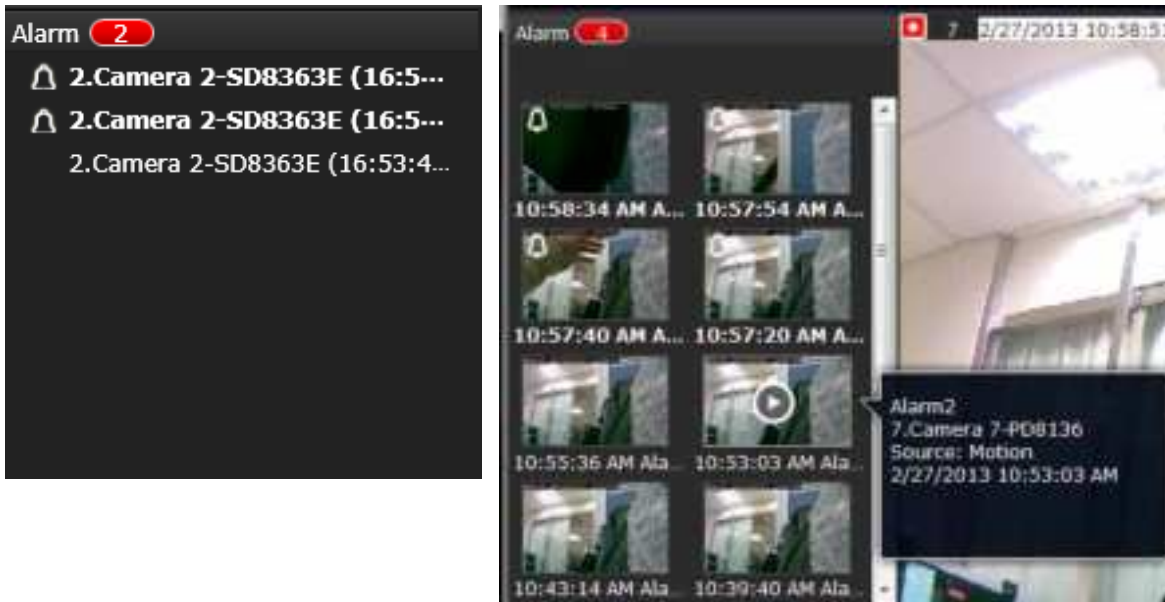 Alarm 2
2.Camera 2-SD8363E (16:5...
2.Camera 2-SD8363E (16:5...
2.Camera 2-SD8363E (16:53:4...
Alarm 4
7 2/27/2013 10:58:51
10:58:34 AM A... 10:57:54 AM A...
10:57:40 AM A... 10:57:20 AM A...
10:55:36 AM Ala... 10:53:03 AM Ala...
Alarm2
7.Camera 7-PD8136
Source: Motion
2/27/2013 10:53:03 AM
10:43:14 AM Ala... 10:39:40 AM Ala...